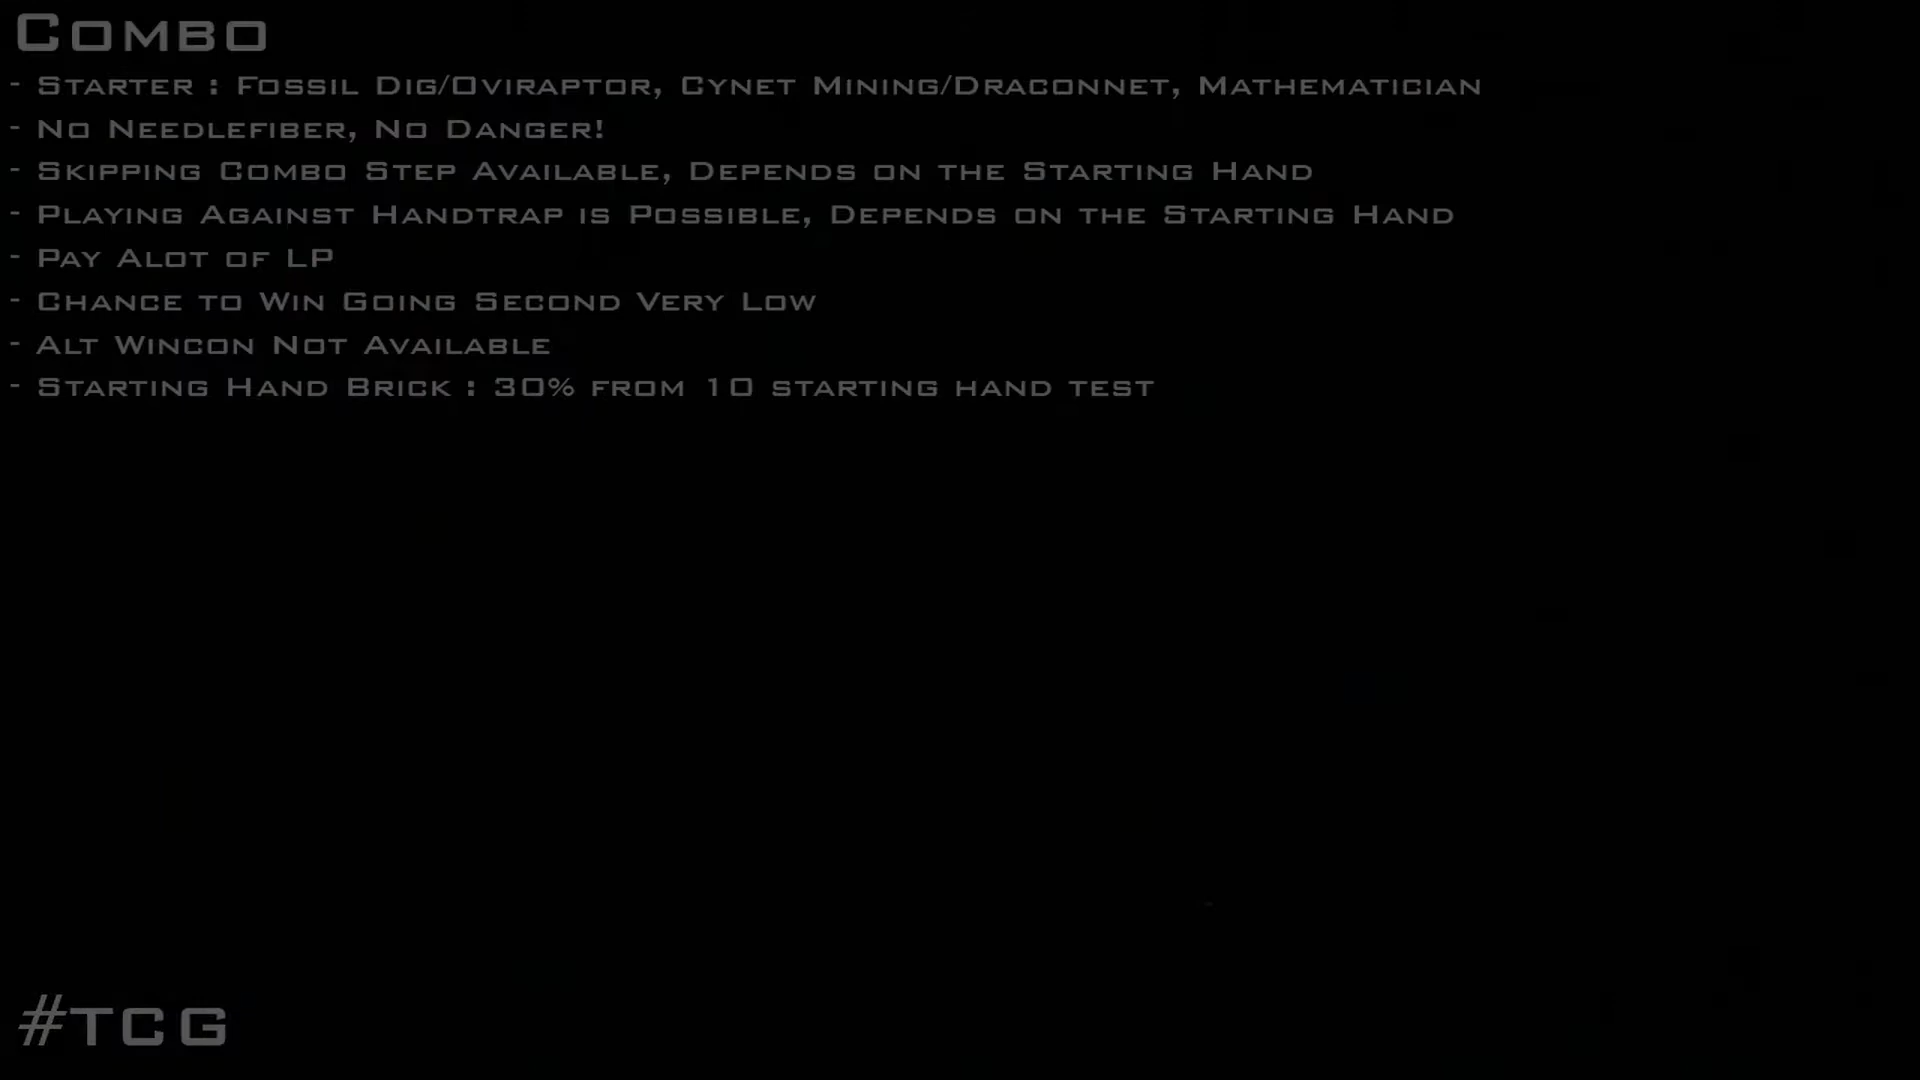 Combo
- Starter : Fossil Dig/Oviraptor, Cynet Mining/Draconnet, Mathematician
- No Needlefiber, No Danger!
- Skipping Combo Step Available, Depends on the Starting Hand
- Playing Against Handtrap is Possible, Depends on the Starting Hand
- Pay Alot of LP
- Chance to Win Going Second Very Low
- Alt Wincon Not Available
- Starting Hand Brick : 30% from 10 starting hand test
#TCG